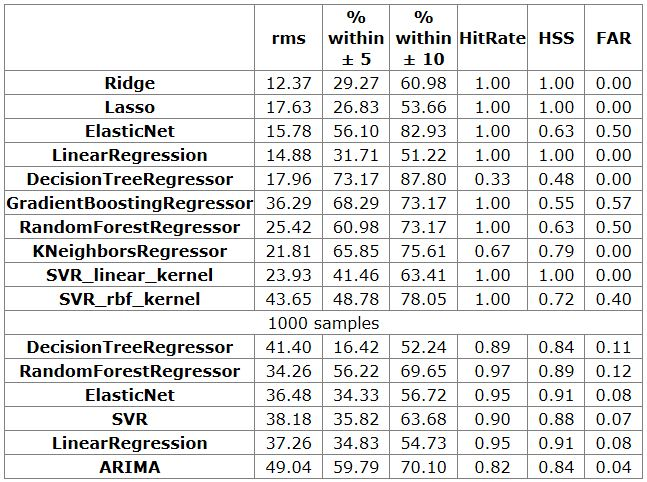 rms % within ± 5 % within ± 10 HitRate HSS FAR
Ridge 12.37 29.27 60.98 1.00 1.00 0.00
Lasso 17.63 26.83 53.66 1.00 1.00 0.00
ElasticNet 15.78 56.10 82.93 1.00 0.63 0.50
LinearRegression 14.88 31.71 51.22 1.00 1.00 0.00
DecisionTreeRegressor 17.96 73.17 87.80 0.33 0.48 0.00
GradientBoostingRegressor 36.29 68.29 73.17 1.00 0.55 0.57
RandomForestRegressor 25.42 60.98 73.17 1.00 0.63 0.50
KNeighborsRegressor 21.81 65.85 75.61 0.67 0.79 0.00
SVR_linear_kernel 23.93 41.46 63.41 1.00 1.00 0.00
SVR_rbf_kernel 43.65 48.78 78.05 1.00 0.72 0.40
1000 samples
DecisionTreeRegressor 41.40 16.42 52.24 0.89 0.84 0.11
RandomForestRegressor 34.26 56.22 69.65 0.97 0.89 0.12
ElasticNet 36.48 34.33 56.72 0.95 0.91 0.08
SVR 38.18 35.82 63.68 0.90 0.88 0.07
LinearRegression 37.26 34.83 54.73 0.95 0.91 0.08
ARIMA 49.04 59.79 70.10 0.82 0.84 0.04